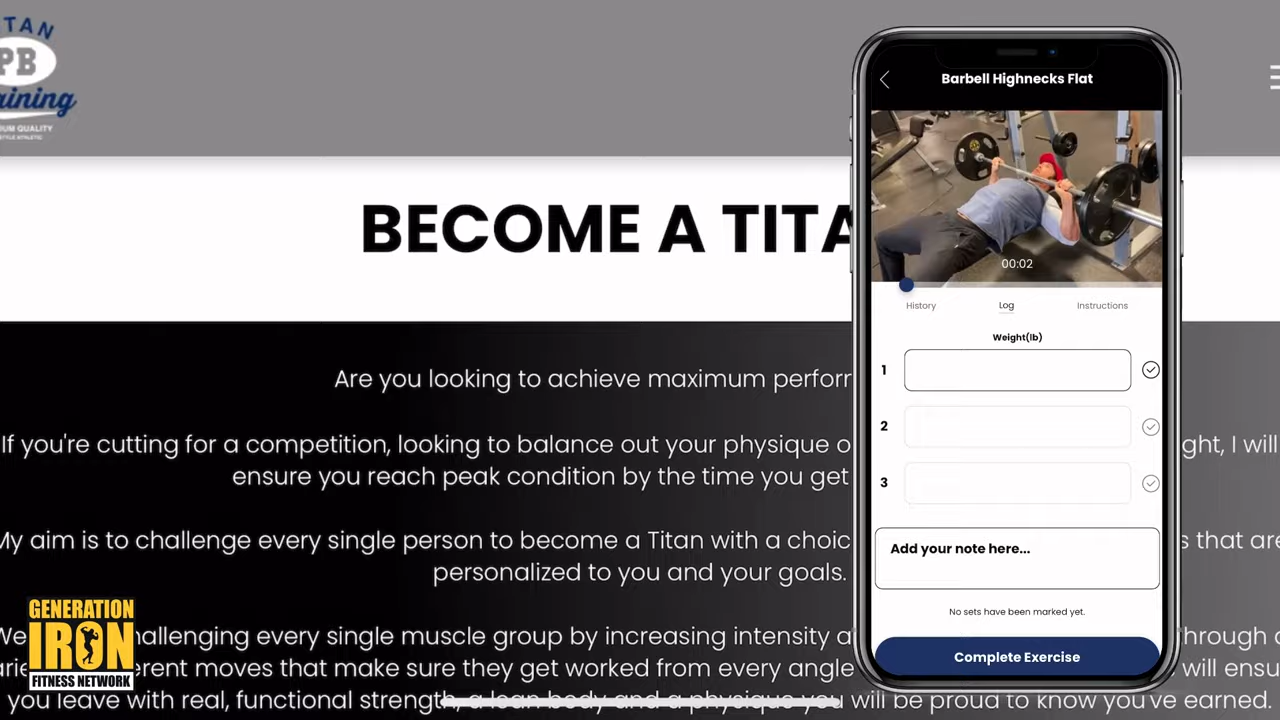 TAN
PB
aining
IUM QUALITY
STYLE ATHLETIC
BECOME A TITA
Are you looking to achieve maximum perforr
If you're cutting for a competition, looking to balance out your physique o
ght, I will
ensure you reach peak condition by the time you get
My aim is to challenge every single person to become a Titan with a choic
s that are
personalized to you and your goals.
We
hallenging every single muscle group by increasing intensity a
through
arie
erent moves that make sure they get worked from every angle
will ensu
you leave with real, functional strength, a lean body and a physique you will be proud to know you've earned.
Barbell Highnecks Flat
00:02
History Log Instructions
Weight(lb)
1
2
3
Add your note here...
No sets have been marked yet.
Complete Exercise
GENERATION
IRON
FITNESS NETWORK